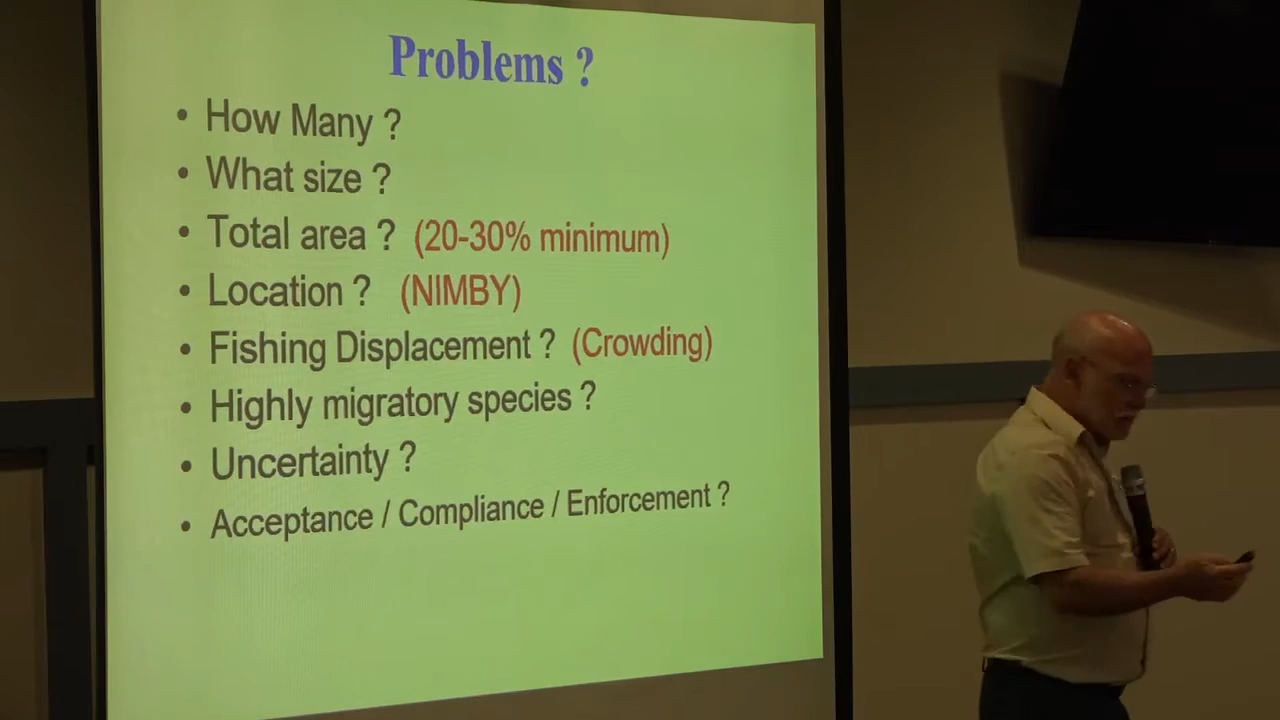 Problems ?
• How Many ?
• What size ?
• Total area ? (20-30% minimum)
• Location ? (NIMBY)
• Fishing Displacement ? (Crowding)
• Highly migratory species ?
• Uncertainty ?
• Acceptance / Compliance / Enforcement ?